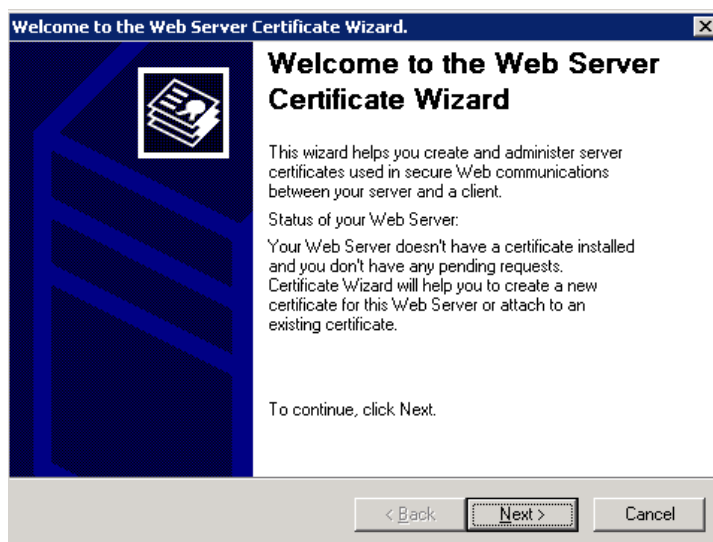 Welcome to the Web Server Certificate Wizard.
Welcome to the Web Server
Certificate Wizard
This wizard helps you create and administer server
certificates used in secure Web communications
between your server and a client.
Status of your Web Server:
Your Web Server doesn't have a certificate installed
and you don't have any pending requests.
Certificate Wizard will help you to create a new
certificate for this Web Server or attach to an
existing certificate.
To continue, click Next.
< Back Next > Cancel